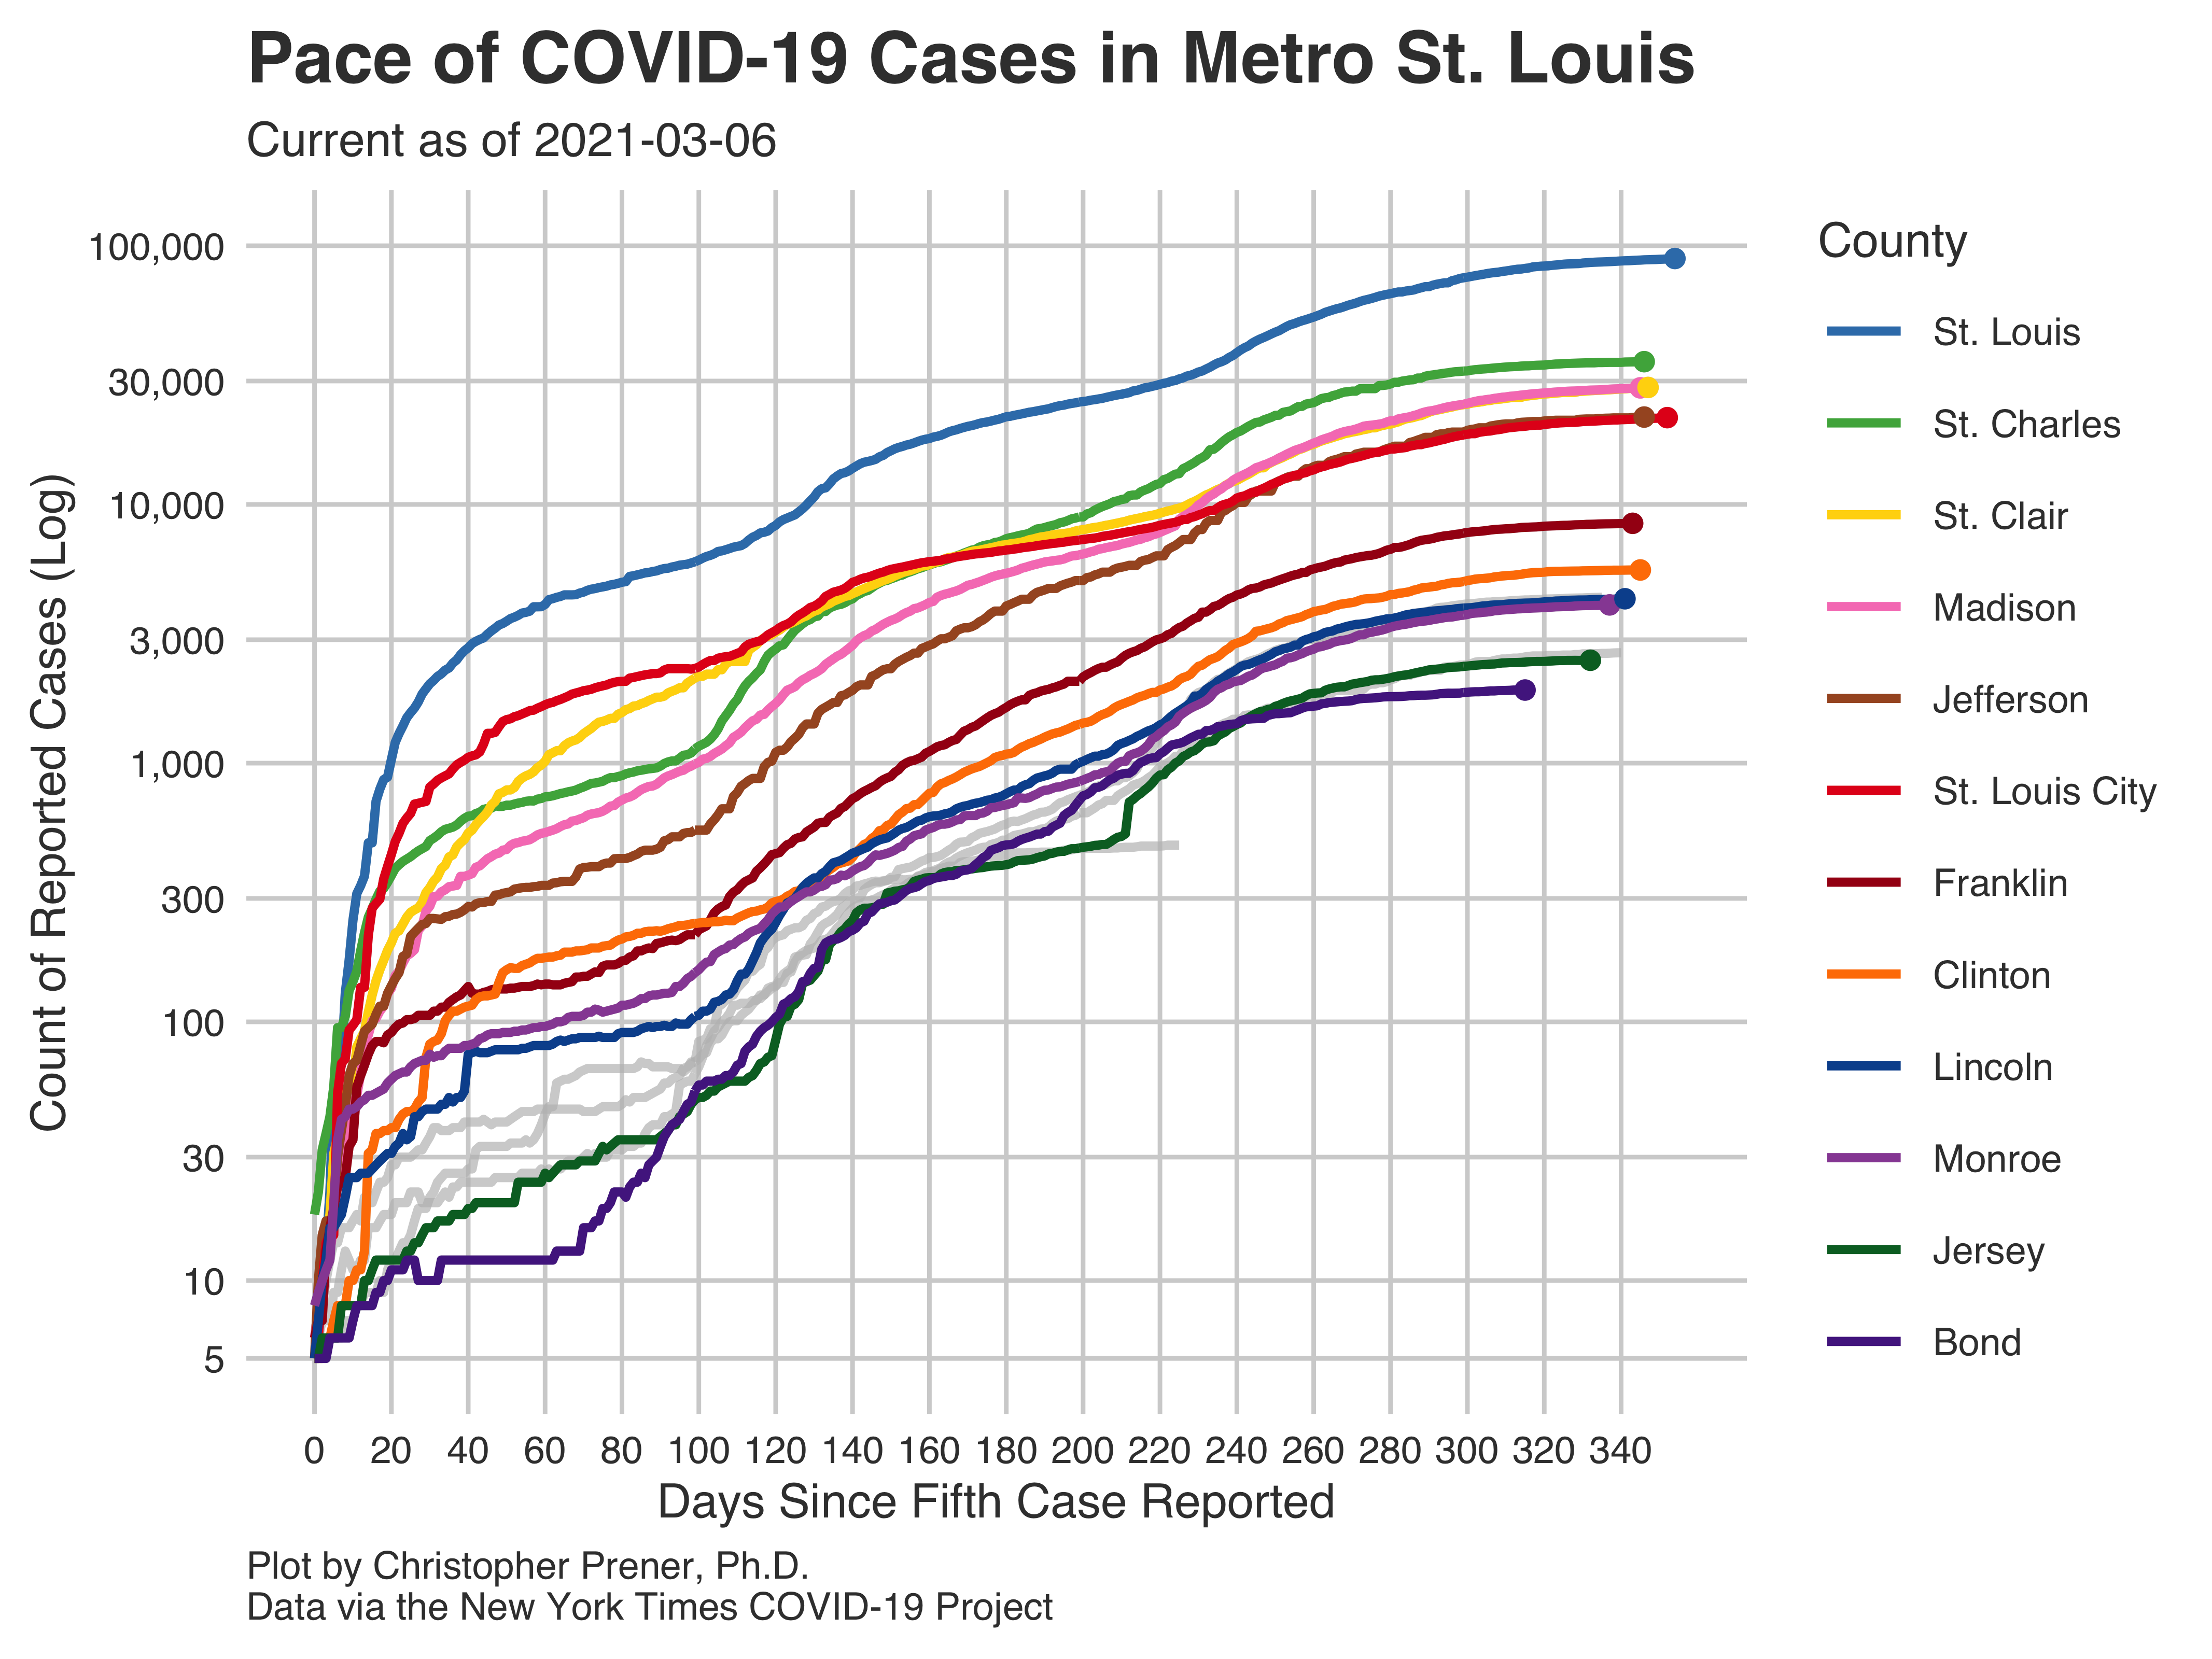 Pace of COVID-19 Cases in Metro St. Louis
Current as of 2021-03-06
Count of Reported Cases (Log)
100,000
30,000
10,000
3,000
1,000
300
100
30
10
5
0 20 40 60 80 100 120 140 160 180 200 220 240 260 280 300 320 340
Days Since Fifth Case Reported
County
St. Louis
St. Charles
St. Clair
Madison
Jefferson
St. Louis City
Franklin
Clinton
Lincoln
Monroe
Jersey
Bond
Plot by Christopher Prener, Ph.D.
Data via the New York Times COVID-19 Project